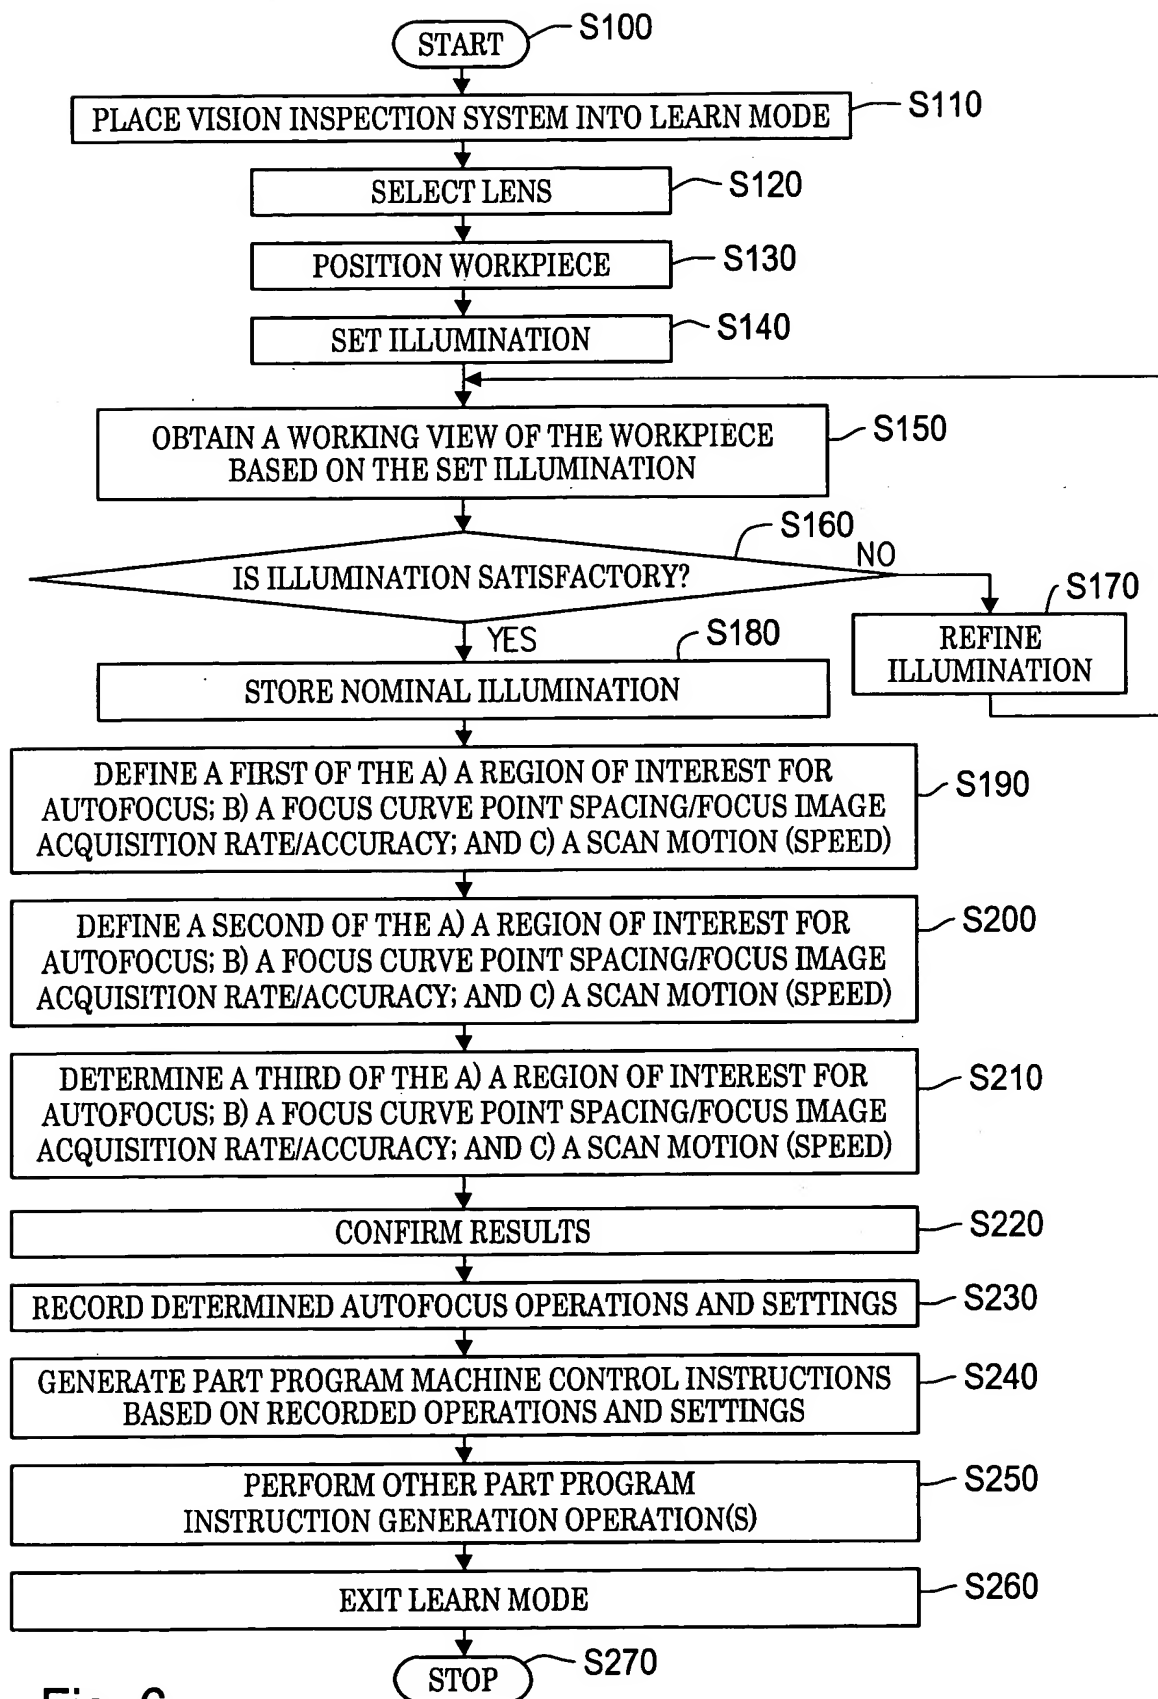 START
S100
PLACE VISION INSPECTION SYSTEM INTO LEARN MODE
S110
SELECT LENS
S120
POSITION WORKPIECE
S130
SET ILLUMINATION
S140
OBTAIN A WORKING VIEW OF THE WORKPIECE
BASED ON THE SET ILLUMINATION
S150
IS ILLUMINATION SATISFACTORY?
S160
NO
YES
REFINE
ILLUMINATION
S170
STORE NOMINAL ILLUMINATION
S180
DEFINE A FIRST OF THE A) A REGION OF INTEREST FOR
AUTOFOCUS; B) A FOCUS CURVE POINT SPACING/FOCUS IMAGE
ACQUISITION RATE/ACCURACY; AND C) A SCAN MOTION (SPEED)
S190
DEFINE A SECOND OF THE A) A REGION OF INTEREST FOR
AUTOFOCUS; B) A FOCUS CURVE POINT SPACING/FOCUS IMAGE
ACQUISITION RATE/ACCURACY; AND C) A SCAN MOTION (SPEED)
S200
DETERMINE A THIRD OF THE A) A REGION OF INTEREST FOR
AUTOFOCUS; B) A FOCUS CURVE POINT SPACING/FOCUS IMAGE
ACQUISITION RATE/ACCURACY; AND C) A SCAN MOTION (SPEED)
S210
CONFIRM RESULTS
S220
RECORD DETERMINED AUTOFOCUS OPERATIONS AND SETTINGS
S230
GENERATE PART PROGRAM MACHINE CONTROL INSTRUCTIONS
BASED ON RECORDED OPERATIONS AND SETTINGS
S240
PERFORM OTHER PART PROGRAM
INSTRUCTION GENERATION OPERATION(S)
S250
EXIT LEARN MODE
S260
STOP
S270
Fig. 6